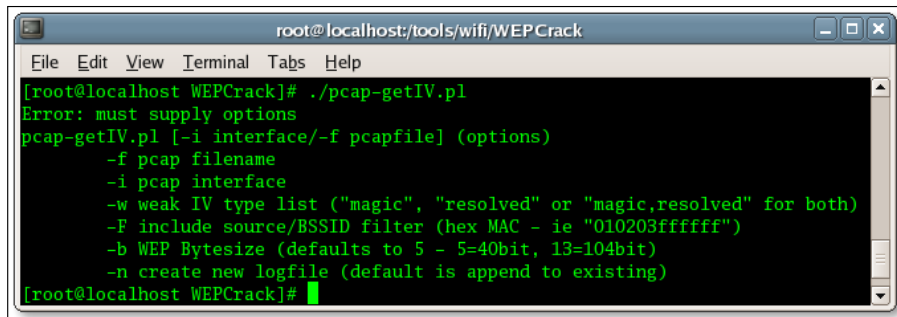 root@localhost:/tools/wifi/WEPCrack
File Edit View Terminal Tabs Help
[root@localhost WEPCrack]# ./pcap-getIV.pl
Error: must supply options
pcap-getIV.pl [-i interface/-f pcapfile] (options)
-f pcap filename
-i pcap interface
-w weak IV type list ("magic", "resolved" or "magic,resolved" for both)
-F include source/BSSID filter (hex MAC - ie "010203ffffff")
-b WEP Bytesize (defaults to 5 - 5=40bit, 13=104bit)
-n create new logfile (default is append to existing)
[root@localhost WEPCrack]#